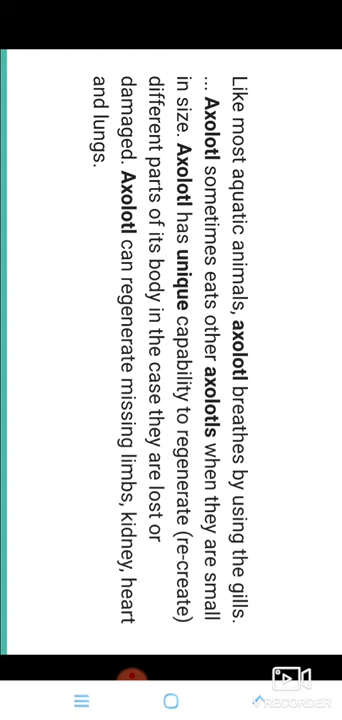 Like most aquatic animals, axolotl breathes by using the gills.
... Axolotl sometimes eats other axolotls when they are small
in size. Axolotl has unique capability to regenerate (re-create)
different parts of its body in the case they are lost or
damaged. Axolotl can regenerate missing limbs, kidney, heart
and lungs.
RECORDER